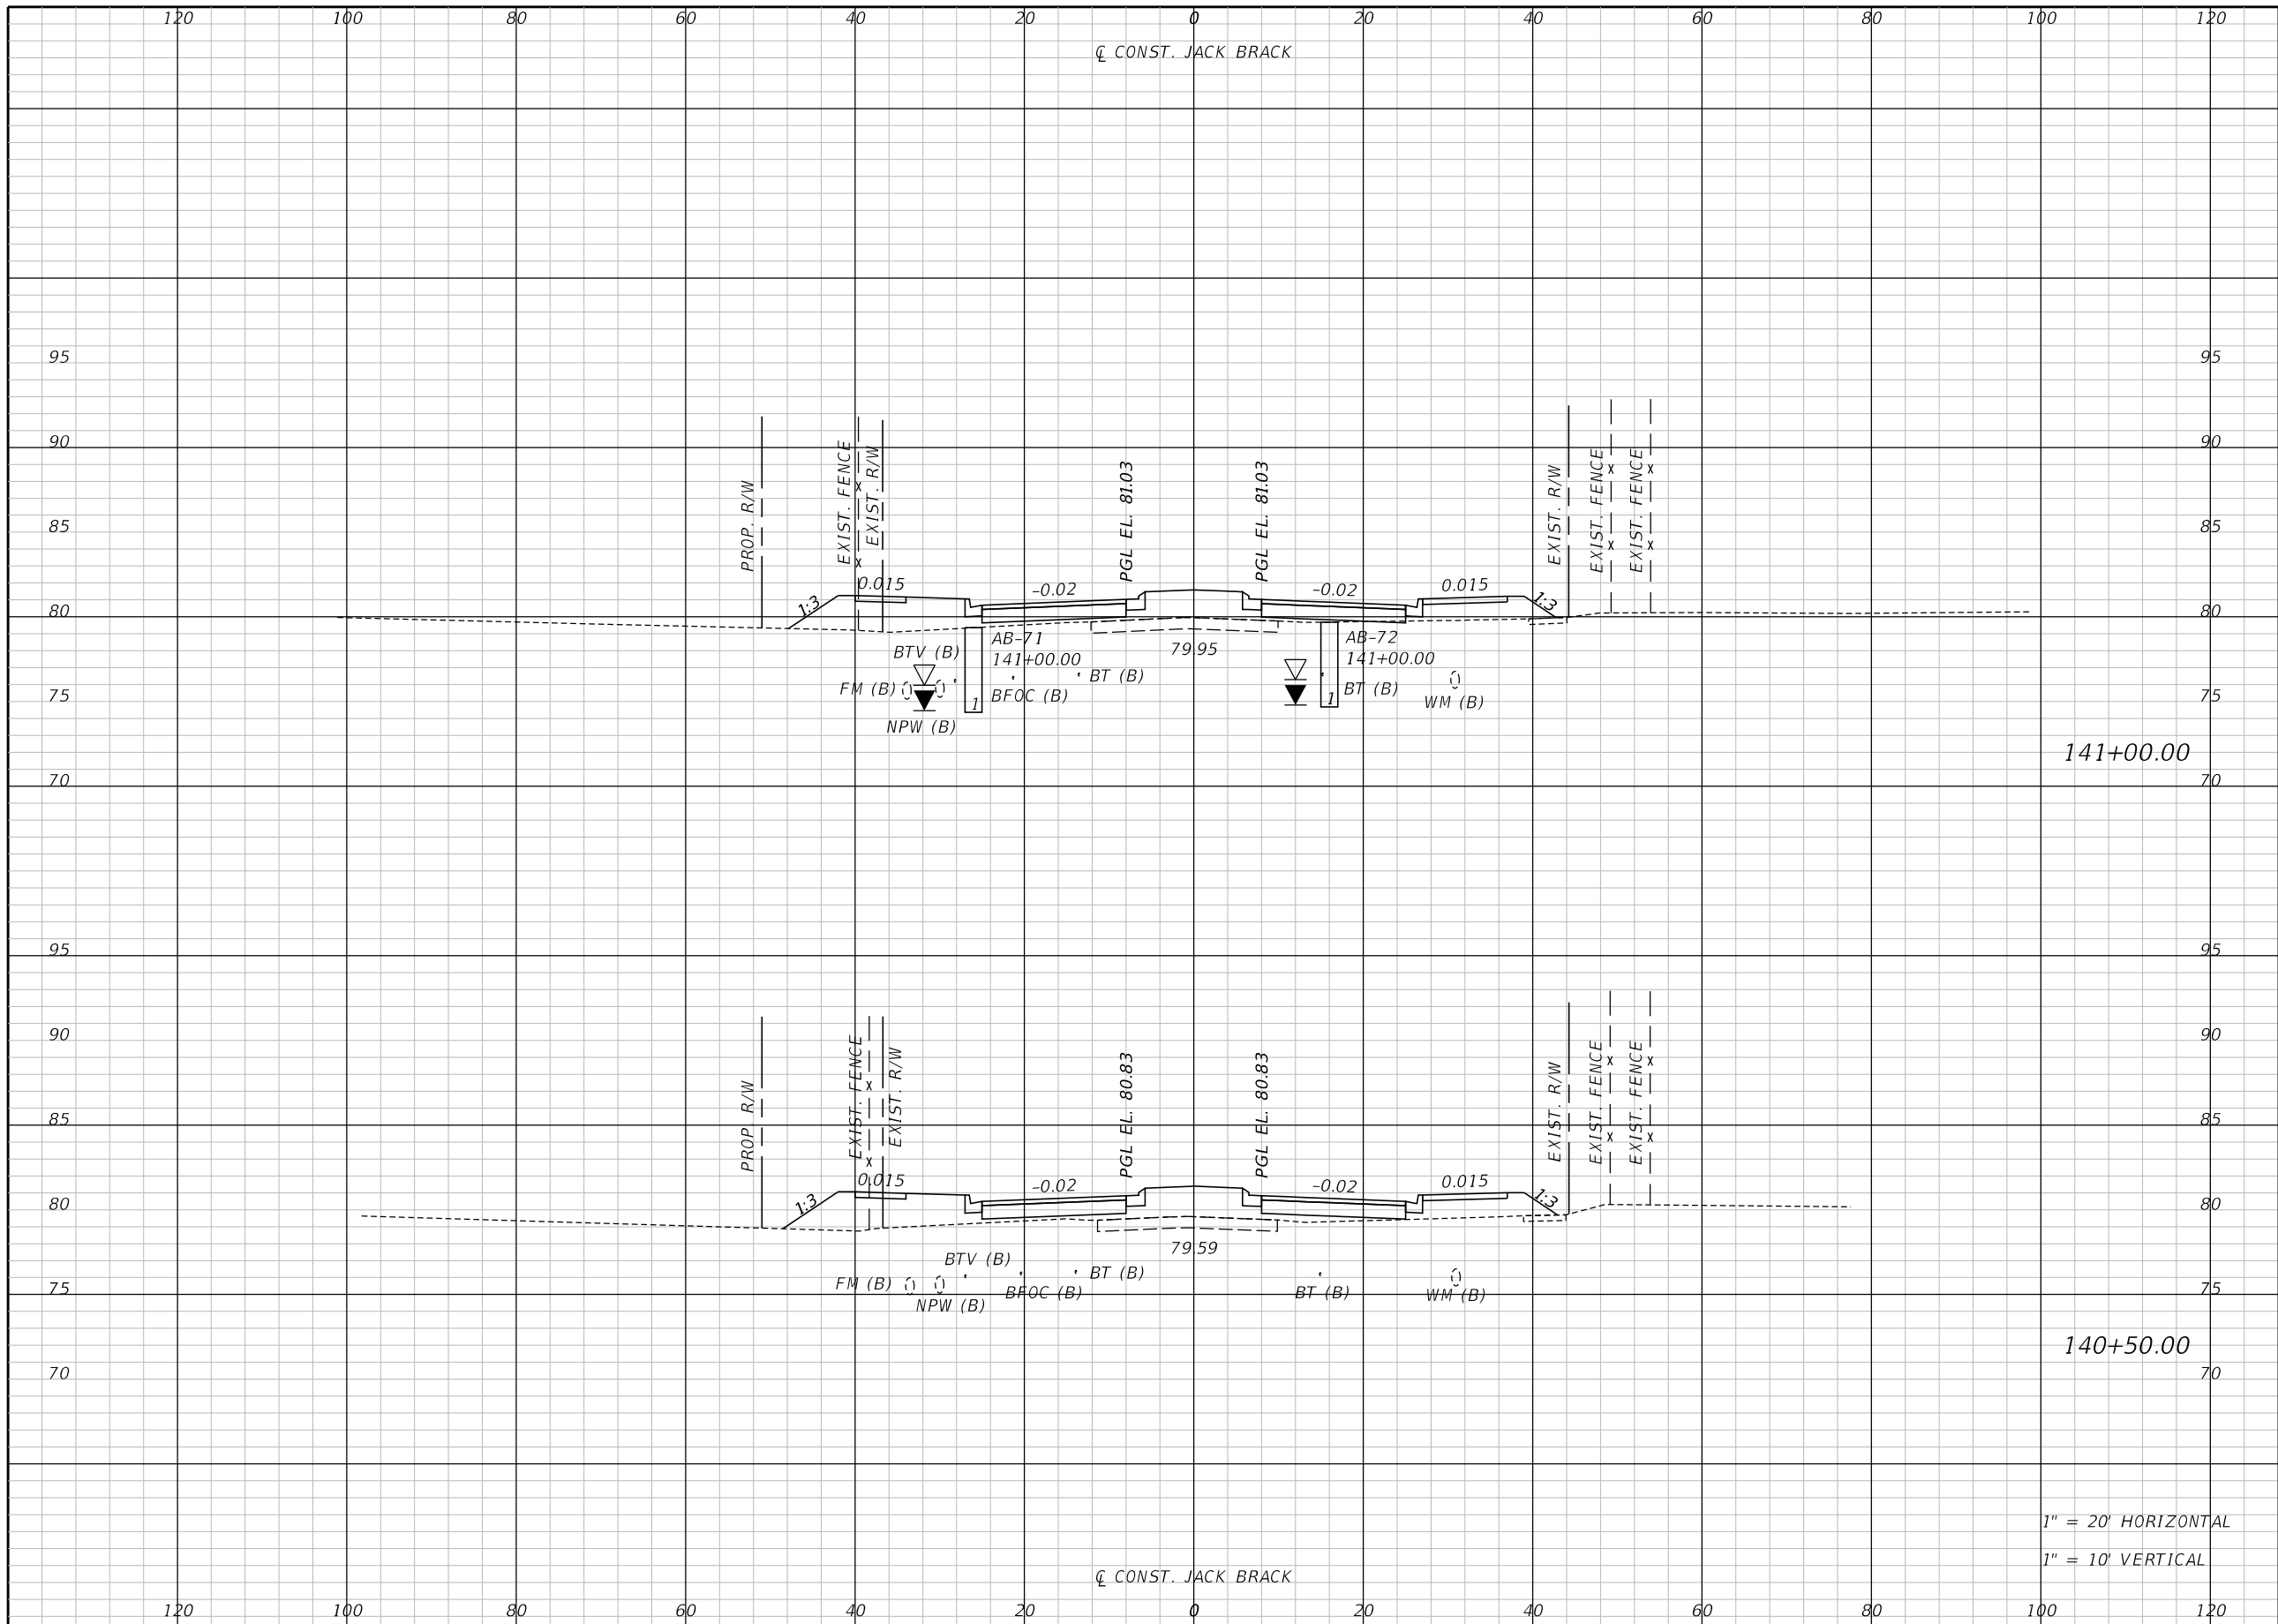 120 100 80 60 40 20 0 20 40 60 80 100 120
℄ CONST. JACK BRACK
95 95
90 90
85 85
80 80
75 75
70 70
PROP. R/W
EXIST. FENCE
EXIST. R/W
PGL EL. 81.03
PGL EL. 81.03
EXIST. R/W
EXIST. FENCE
EXIST. FENCE
1:3
0.015
-0.02
-0.02
0.015
1:3
79.95
BTV (B)
FM (B)
NPW (B)
1
AB-71
141+00.00
BFOC (B)
BT (B)
AB-72
141+00.00
1
BT (B)
WM (B)
141+00.00
95 95
90 90
85 85
80 80
75 75
70 70
PROP R/W
EXIST. FENCE
EXIST. R/W
PGL EL. 80.83
PGL EL. 80.83
EXIST. R/W
EXIST. FENCE
EXIST. FENCE
1:3
0.015
-0.02
-0.02
0.015
1:3
79.59
BTV (B)
FM (B)
NPW (B)
BFOC (B)
BT (B)
BT (B)
WM (B)
140+50.00
1" = 20' HORIZONTAL
1" = 10' VERTICAL
℄ CONST. JACK BRACK
120 100 80 60 40 20 0 20 40 60 80 100 120